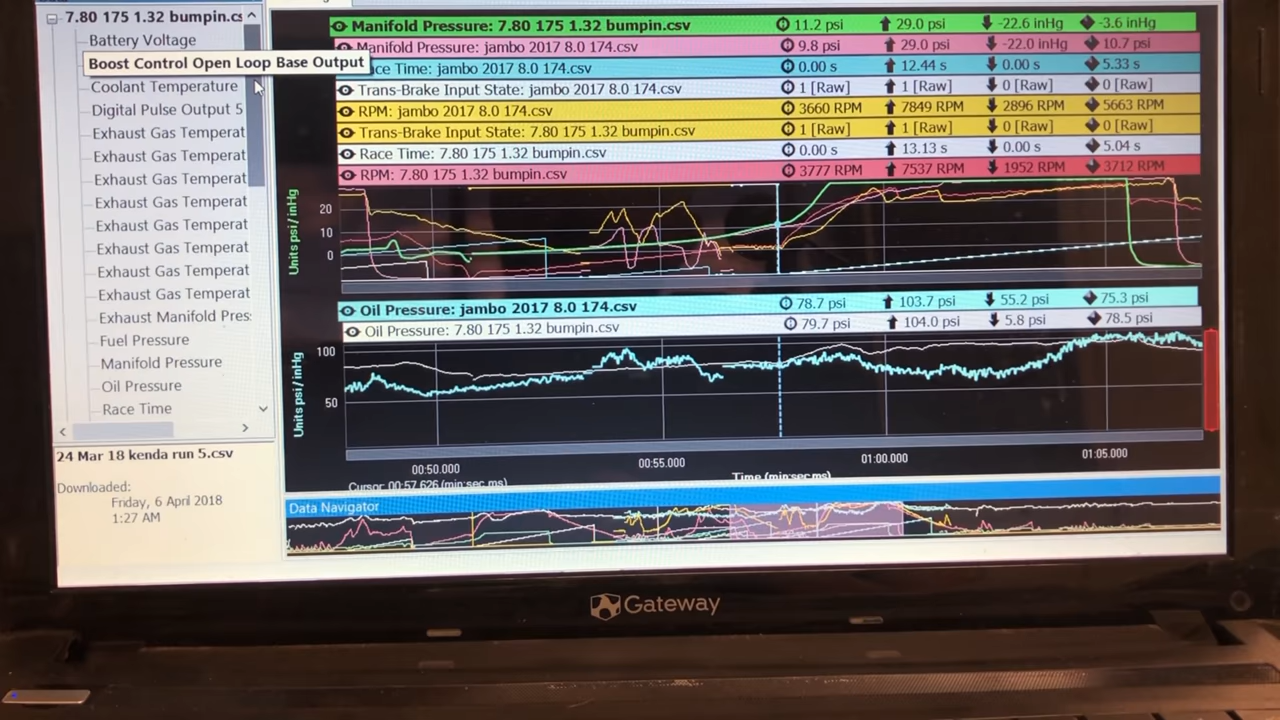 7.80 175 1.32 bumpin.cs
Battery Voltage
Boost Control Open Loop Base Output
Coolant Temperature
Digital Pulse Output 5
Exhaust Gas Temperat
Exhaust Gas Temperat
Exhaust Gas Temperat
Exhaust Gas Temperat
Exhaust Gas Temperat
Exhaust Gas Temperat
Exhaust Gas Temperat
Exhaust Gas Temperat
Exhaust Manifold Pres
Fuel Pressure
Manifold Pressure
Oil Pressure
Race Time
24 Mar 18 kenda run 5.csv
Downloaded:
Friday, 6 April 2018
1:27 AM
Manifold Pressure: 7.80 175 1.32 bumpin.csv 11.2 psi 29.0 psi -22.6 inHg -3.6 inHg
Manifold Pressure: jambo 2017 8.0 174.csv 9.8 psi 29.0 psi -22.0 inHg 10.7 psi
ce Time: jambo 2017 8.0 174.csv 0.00 s 12.44 s 0.00 s 5.33 s
Trans-Brake Input State: jambo 2017 8.0 174.csv 1 [Raw] 1 [Raw] 0 [Raw] 0 [Raw]
RPM: jambo 2017 8.0 174.csv 3660 RPM 7849 RPM 2896 RPM 5663 RPM
Trans-Brake Input State: 7.80 175 1.32 bumpin.csv 1 [Raw] 1 [Raw] 0 [Raw] 0 [Raw]
Race Time: 7.80 175 1.32 bumpin.csv 0.00 s 13.13 s 0.00 s 5.04 s
RPM: 7.80 175 1.32 bumpin.csv 3777 RPM 7537 RPM 1952 RPM 3712 RPM
Units psi/inHg
20
10
0
Oil Pressure: jambo 2017 8.0 174.csv 78.7 psi 103.7 psi 55.2 psi 75.3 psi
Oil Pressure: 7.80 175 1.32 bumpin.csv 79.7 psi 104.0 psi 5.8 psi 78.5 psi
Units psi/inHg
100
50
00:50.000 00:55.000 01:00.000 01:05.000
Cursor 00:57.626 (min:sec.ms) Time (min:sec.ms)
Data Navigator
Gateway